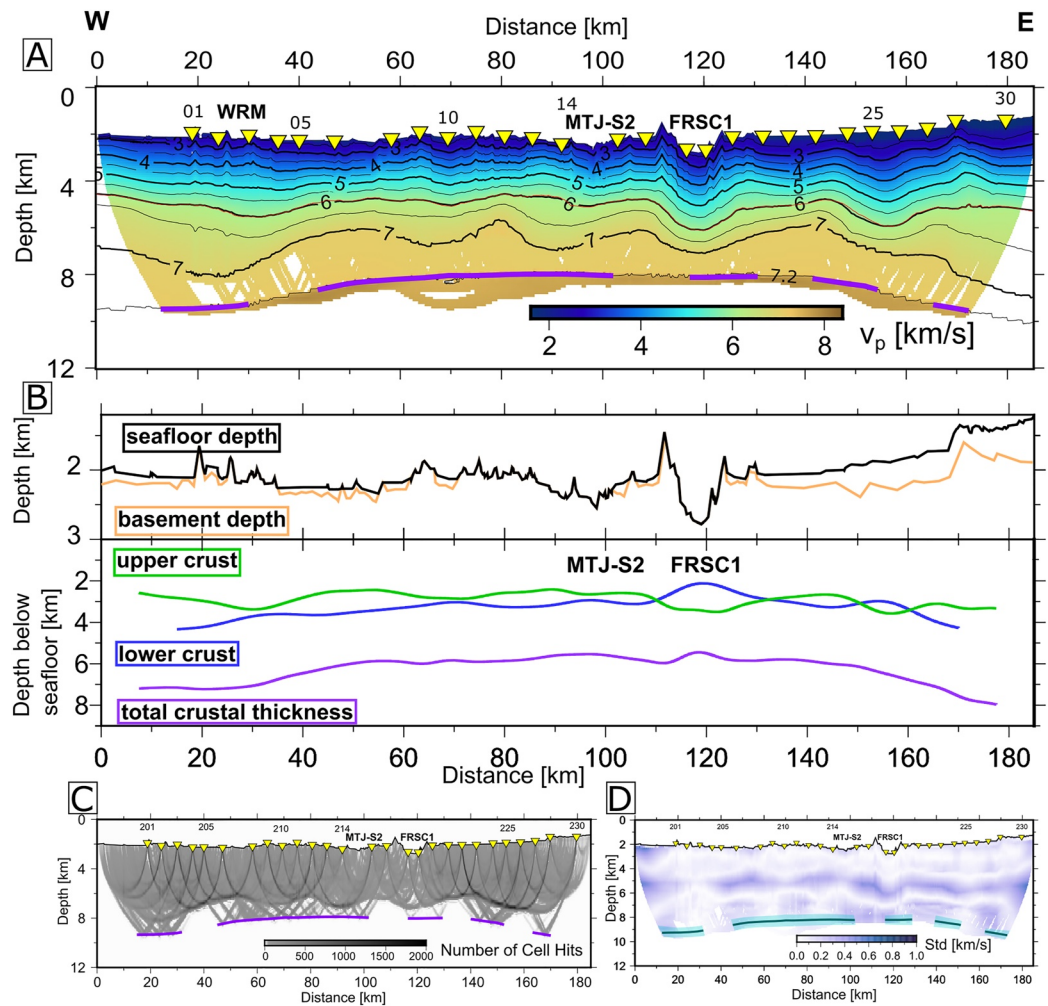 W
Distance [km]
E
A
0 20 40 60 80 100 120 140 160 180
0
4
8
12
Depth [km]
01 WRM 05 10 14 MTJ-S2 FRSC1 25 30
3 3 3 3
4 4 4 4
5 5 5
6 6 6
7 7 7 7
7.2
2 4 6 8
vp [km/s]
B
seafloor depth
basement depth
Depth [km]
2
3
upper crust
MTJ-S2 FRSC1
lower crust
total crustal thickness
Depth below
seafloor [km]
2
4
6
8
0 20 40 60 80 100 120 140 160 180
Distance [km]
C
201 205 210 214 MTJ-S2 FRSC1 225 230
0
4
8
12
Depth [km]
0 500 1000 1500 2000
Number of Cell Hits
0 20 40 60 80 100 120 140 160 180
Distance [km]
D
201 205 210 214 MTJ-S2 FRSC1 225 230
0
2
4
6
8
10
12
Depth [km]
0.0 0.2 0.4 0.6 0.8 1.0
Std [km/s]
0 20 40 60 80 100 120 140 160 180
Distance [km]